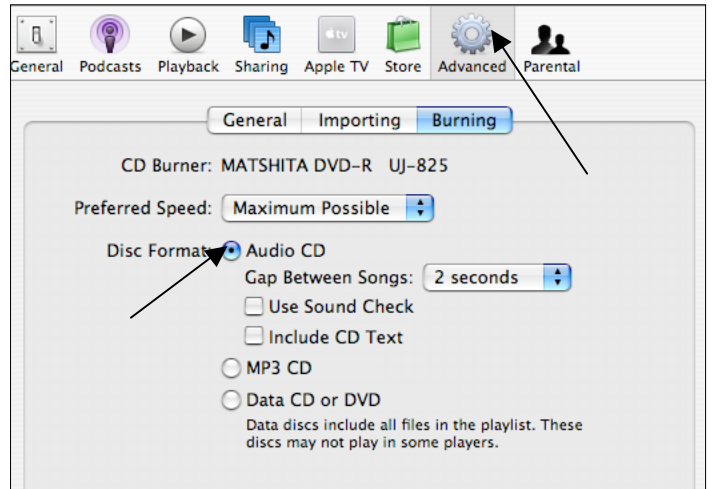 General Podcasts Playback Sharing Apple TV Store Advanced Parental
General Importing Burning
CD Burner: MATSHITA DVD-R UJ-825
Preferred Speed: Maximum Possible
Disc Format: Audio CD
Gap Between Songs: 2 seconds
Use Sound Check
Include CD Text
MP3 CD
Data CD or DVD
Data discs include all files in the playlist. These
discs may not play in some players.